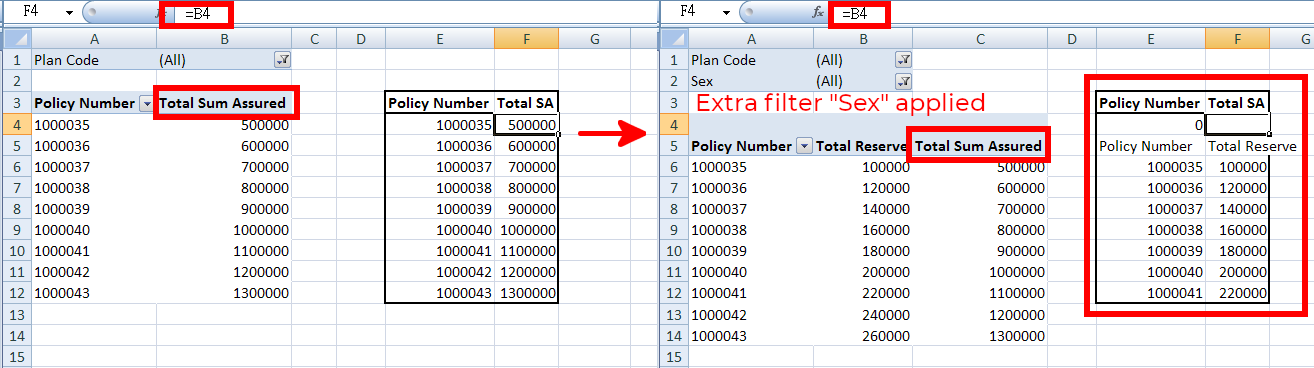 F4 fx =B4
A B C D E F G
1 Plan Code (All)
2
3 Policy Number Total Sum Assured Policy Number Total SA
4 1000035 500000 1000035 500000
5 1000036 600000 1000036 600000
6 1000037 700000 1000037 700000
7 1000038 800000 1000038 800000
8 1000039 900000 1000039 900000
9 1000040 1000000 1000040 1000000
10 1000041 1100000 1000041 1100000
11 1000042 1200000 1000042 1200000
12 1000043 1300000 1000043 1300000
13
14
15
F4 fx =B4
A B C D E F G
1 Plan Code (All)
2 Sex (All)
3 Extra filter "Sex" applied Policy Number Total SA
4 0
5 Policy Number Total Reserve Total Sum Assured Policy Number Total Reserve
6 1000035 100000 500000 1000035 100000
7 1000036 120000 600000 1000036 120000
8 1000037 140000 700000 1000037 140000
9 1000038 160000 800000 1000038 160000
10 1000039 180000 900000 1000039 180000
11 1000040 200000 1000000 1000040 200000
12 1000041 220000 1100000 1000041 220000
13 1000042 240000 1200000
14 1000043 260000 1300000
15